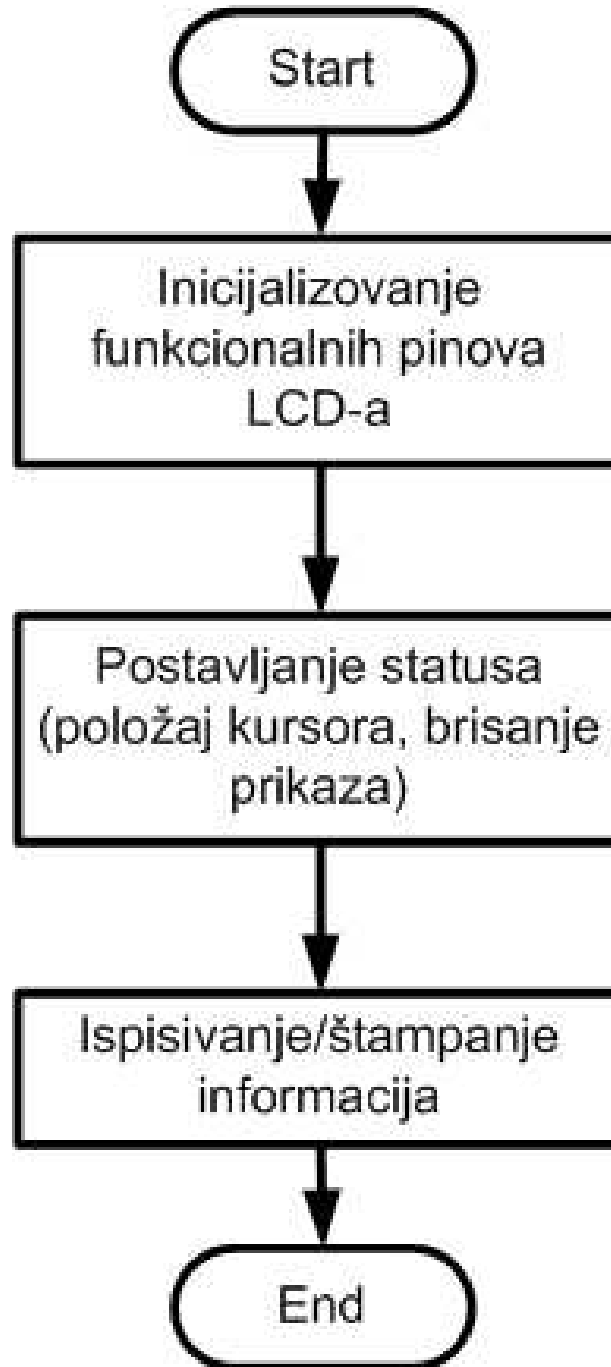 Start
Inicijalizovanje
funkcionalnih pinova
LCD-a
Postavljanje statusa
(položaj kursora, brisanje
prikaza)
Ispisivanje/štampanje
informacija
End